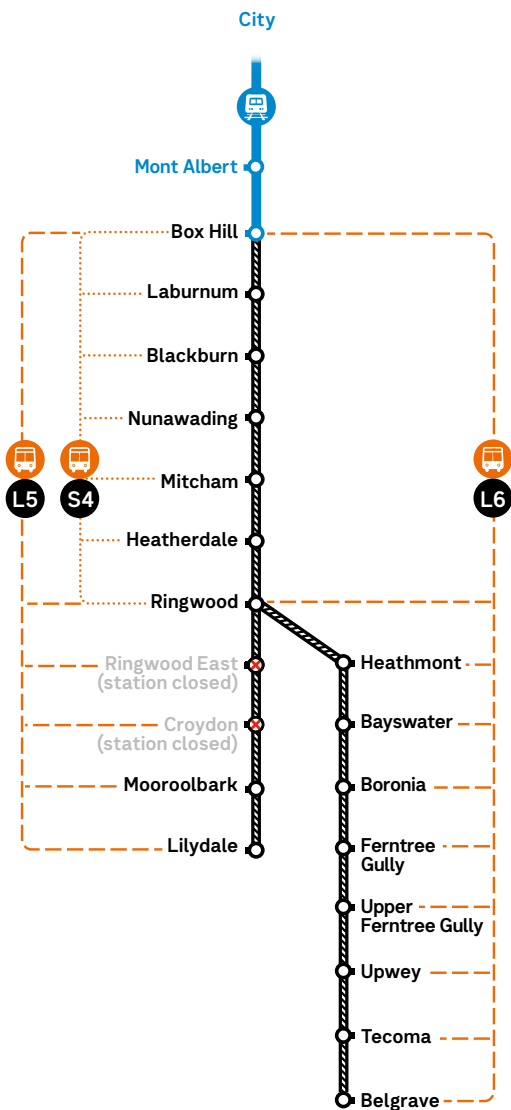 City
Mont Albert
Box Hill
Laburnum
Blackburn
Nunawading
L5
S4
Mitcham
L6
Heatherdale
Ringwood
Ringwood East
(station closed)
Heathmont
Croydon
(station closed)
Bayswater
Mooroolbark
Boronia
Lilydale
Ferntree
Gully
Upper
Ferntree Gully
Upwey
Tecoma
Belgrave